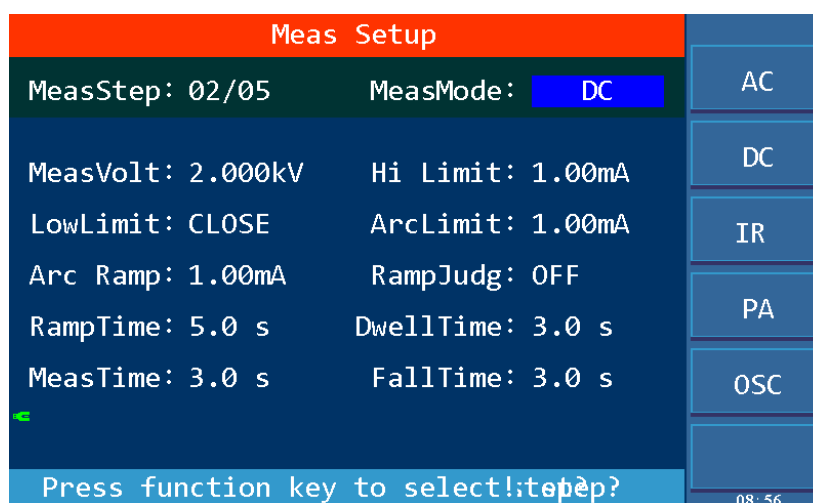 Meas Setup
MeasStep: 02/05 MeasMode: DC
MeasVolt: 2.000kV Hi Limit: 1.00mA
LowLimit: CLOSE ArcLimit: 1.00mA
Arc Ramp: 1.00mA RampJudg: OFF
RampTime: 5.0 s DwellTime: 3.0 s
MeasTime: 3.0 s FallTime: 3.0 s
Press function key to select!
AC
DC
IR
PA
OSC
08:56